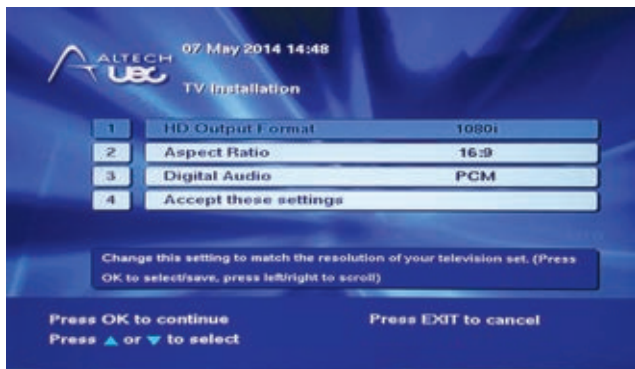 07 May 2014 14:48
ALTECH
UEC
TV Installation
1 HD Output Format 1080i
2 Aspect Ratio 16:9
3 Digital Audio PCM
4 Accept these settings
Change this setting to match the resolution of your television set. (Press
OK to select/save, press left/right to scroll)
Press OK to continue Press EXIT to cancel
Press ▲ or ▼ to select